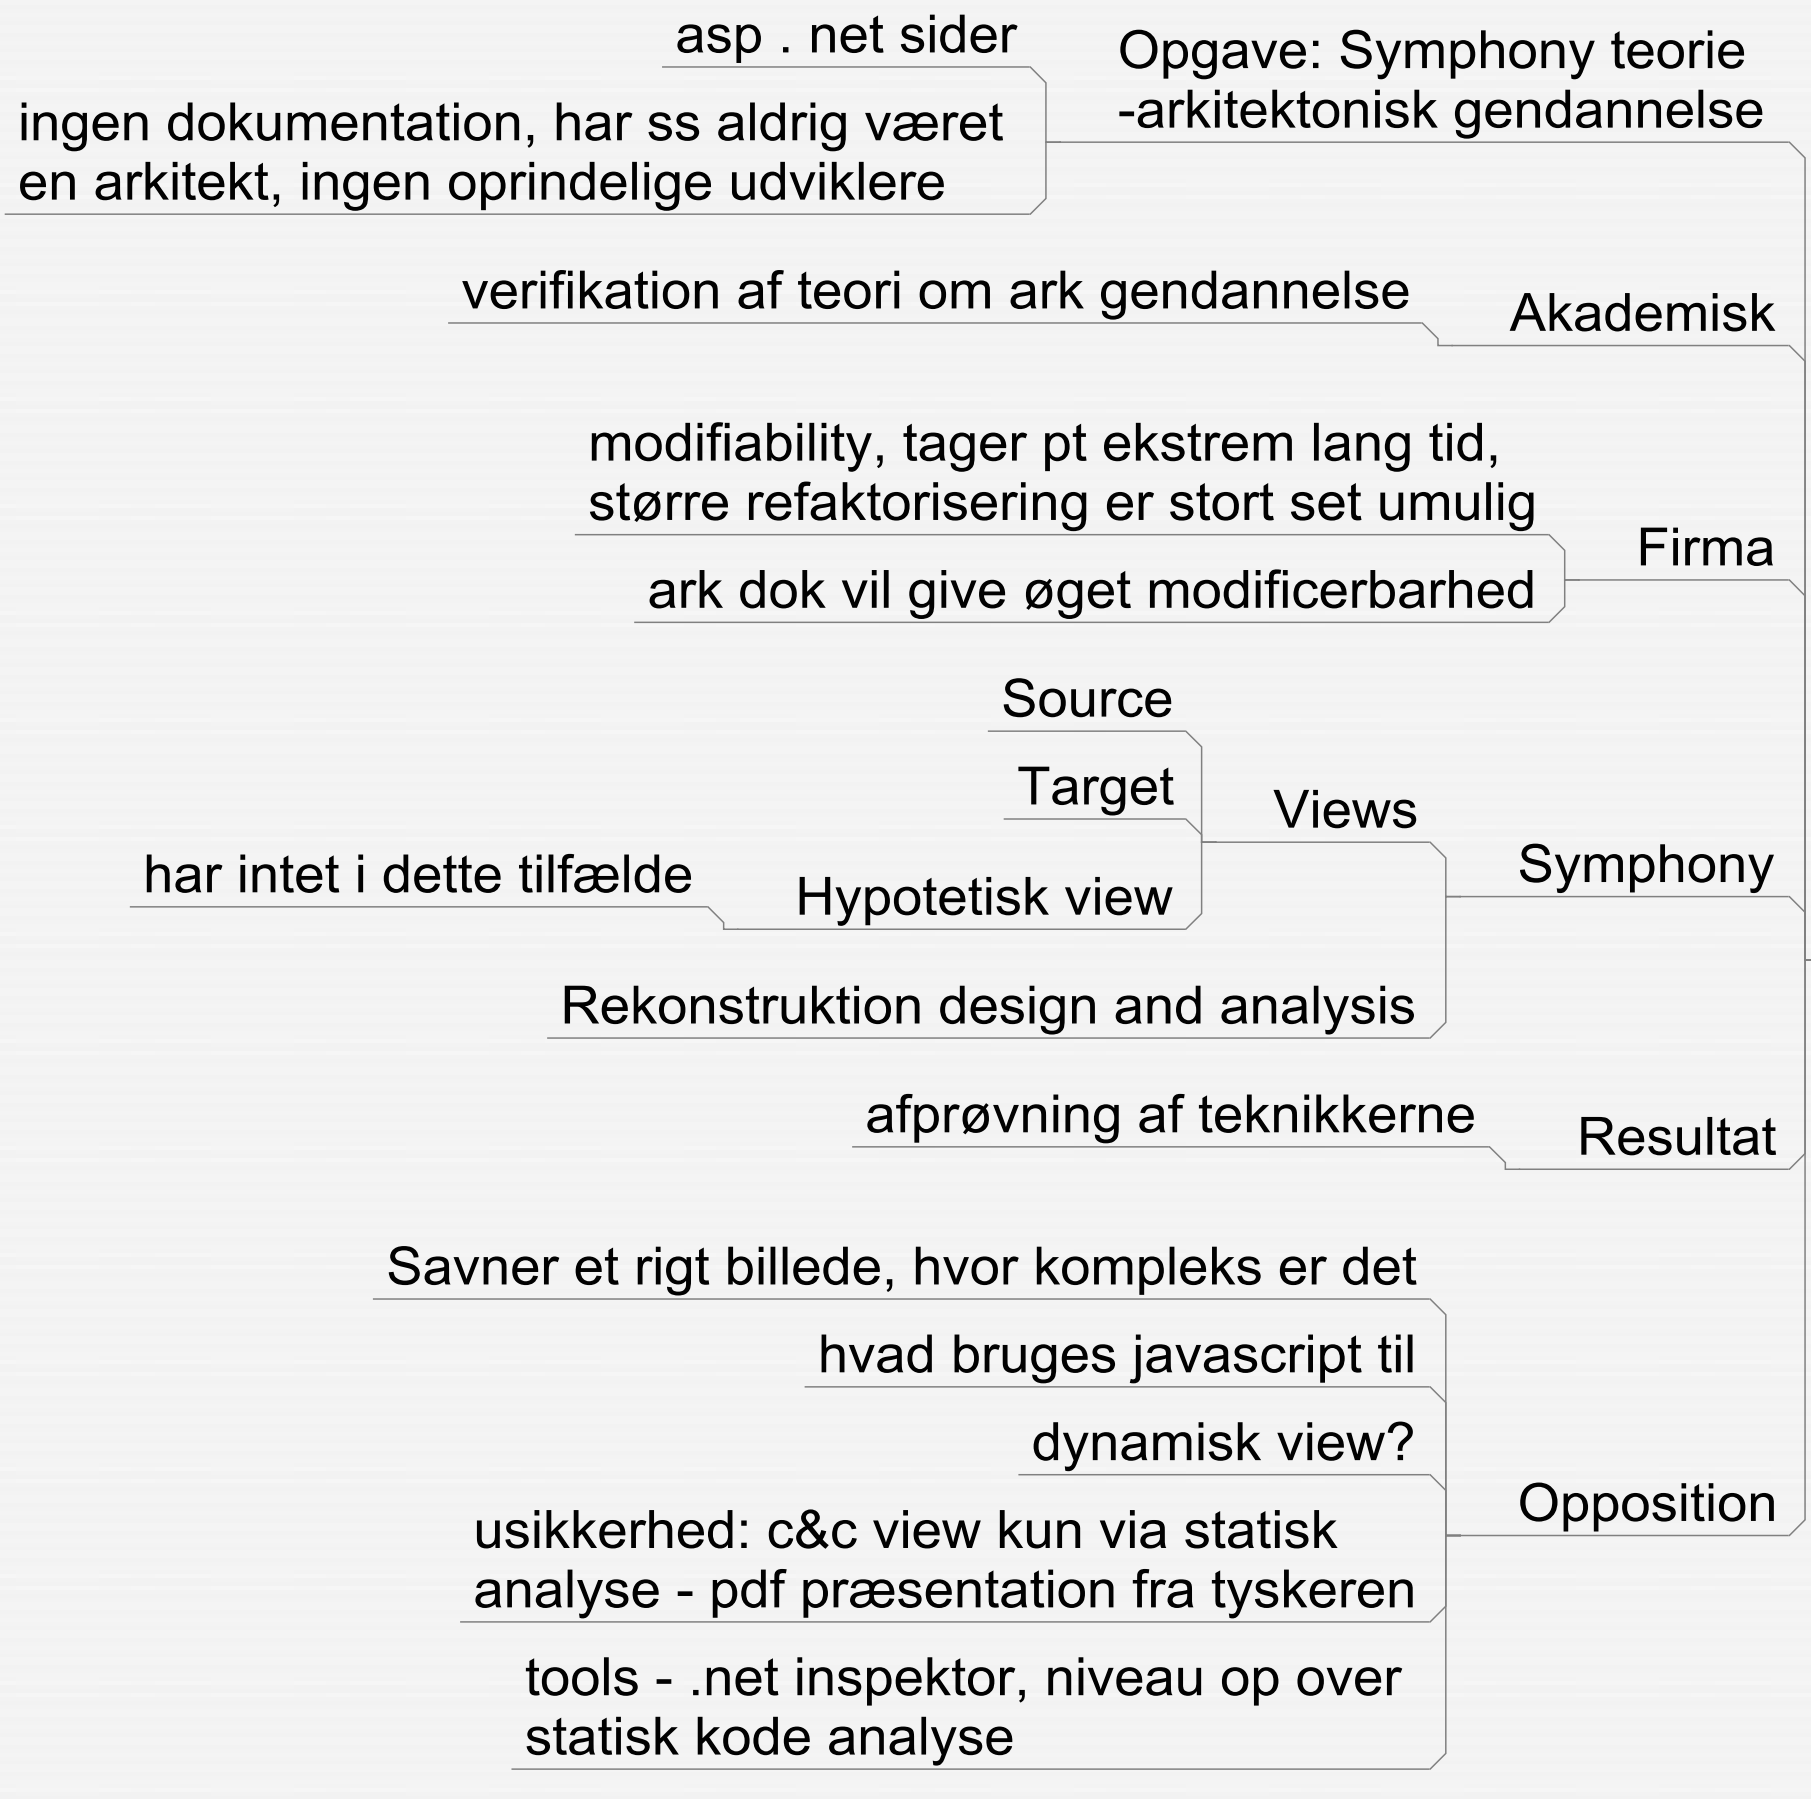 Opgave: Symphony teorie
-arkitektonisk gendannelse
asp . net sider
ingen dokumentation, har ss aldrig været
en arkitekt, ingen oprindelige udviklere
Akademisk
verifikation af teori om ark gendannelse
Firma
modifiability, tager pt ekstrem lang tid,
større refaktorisering er stort set umulig
ark dok vil give øget modificerbarhed
Symphony
Views
Source
Target
Hypotetisk view
har intet i dette tilfælde
Rekonstruktion design and analysis
Resultat
afprøvning af teknikkerne
Opposition
Savner et rigt billede, hvor kompleks er det
hvad bruges javascript til
dynamisk view?
usikkerhed: c&c view kun via statisk
analyse - pdf præsentation fra tyskeren
tools - .net inspektor, niveau op over
statisk kode analyse